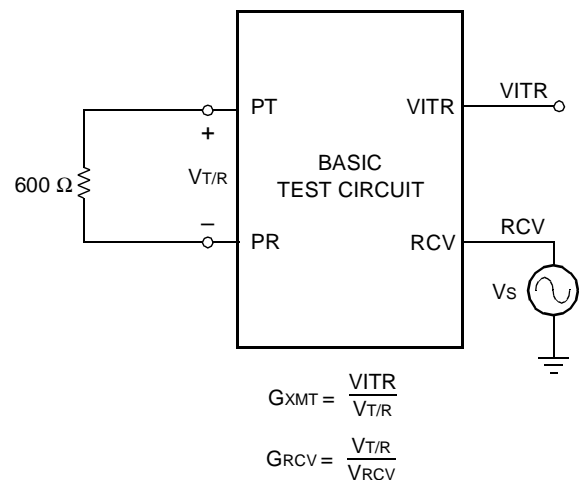 PT
VITR
VITR
+
BASIC
TEST CIRCUIT
600 Ω
VT/R
–
PR
RCV
RCV
VS
GXMT = VITR
VT/R
GRCV = VT/R
VRCV